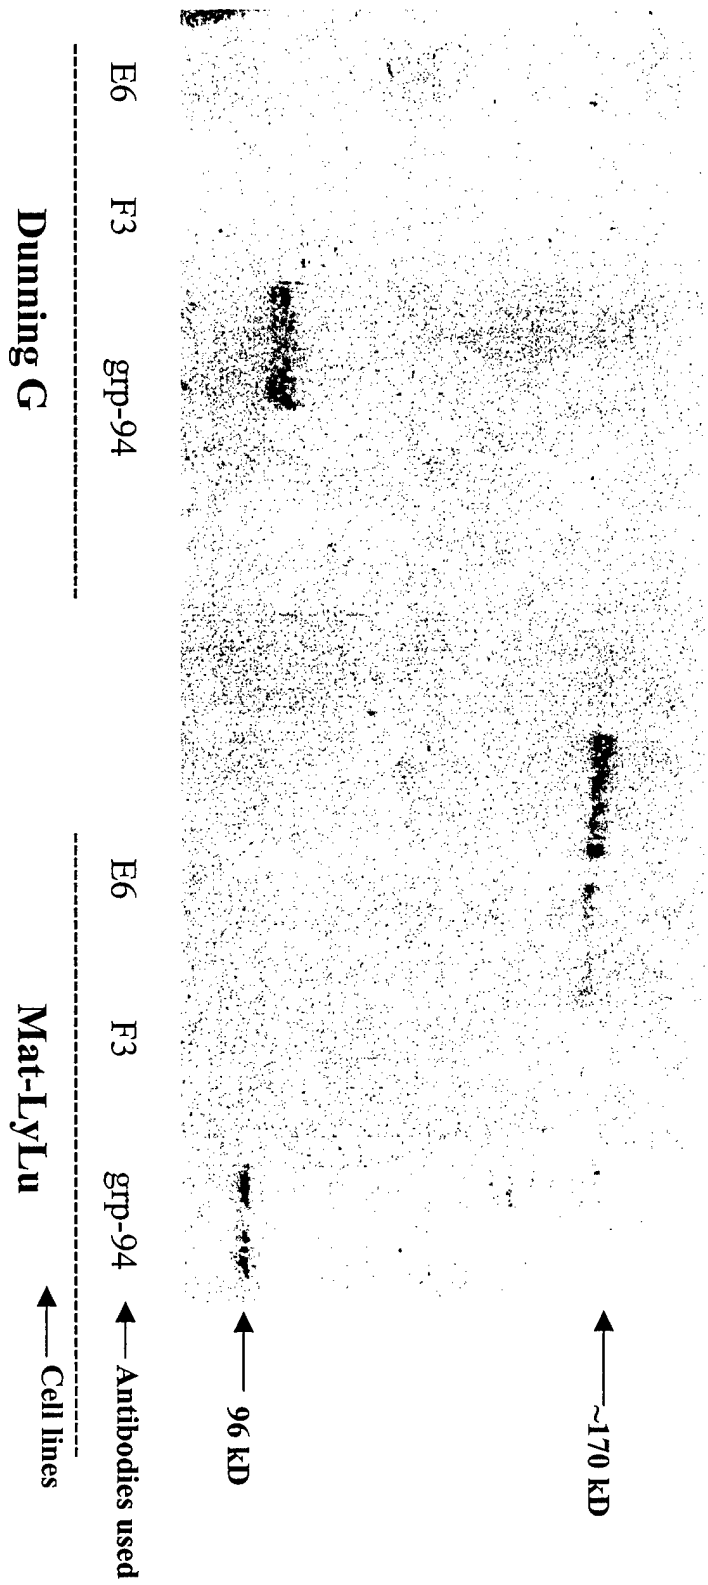 ~170 kD
96 kD
E6 F3 grp-94 E6 F3 grp-94 Antibodies used
Dunning G Mat-LyLu Cell lines